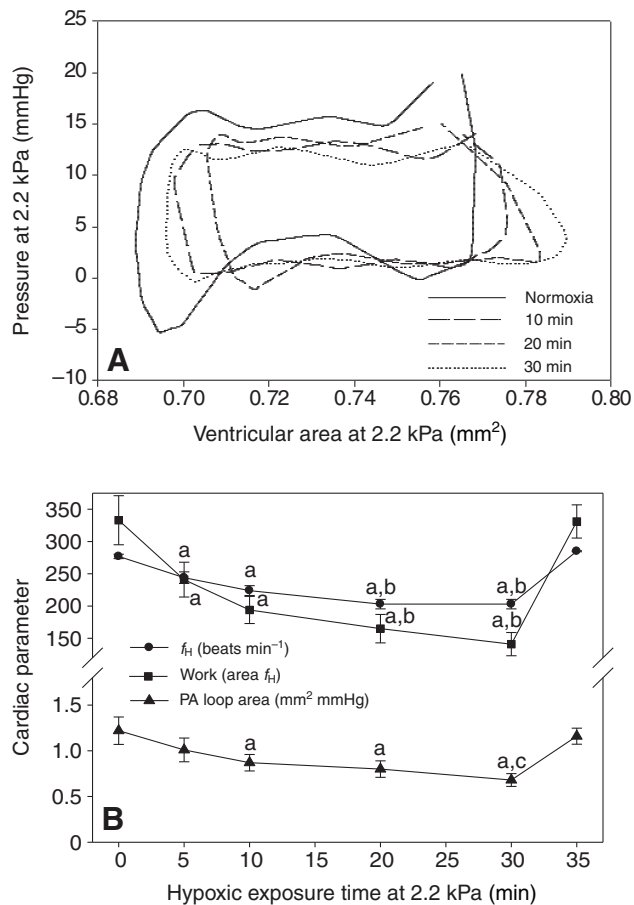 25
20
15
10
5
0
–5
–10
Pressure at 2.2 kPa (mmHg)
A
Normoxia
10 min
20 min
30 min
0.68 0.70 0.72 0.74 0.76 0.78 0.80
Ventricular area at 2.2 kPa (mm²)
350
300
250
200
150
1.5
1.0
0.5
0
Cardiac parameter
a a a,b a,b
a a a,b a,b
fH (beats min⁻¹)
Work (area fH)
PA loop area (mm² mmHg)
a a a,c
B
0 5 10 15 20 25 30 35
Hypoxic exposure time at 2.2 kPa (min)